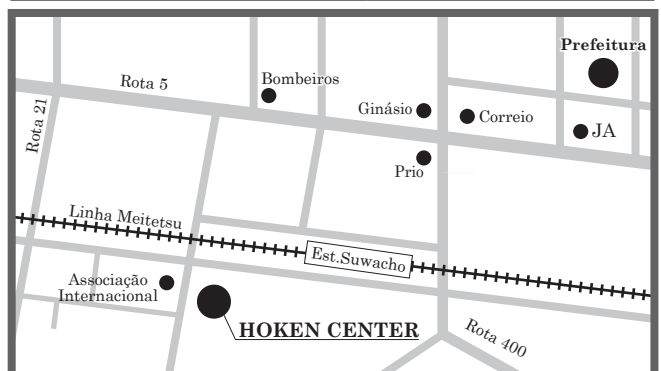 Prefeitura
Bombeiros
Rota 5
Ginásio
Correio
JA
Rota 21
Prio
Linha Meitetsu
Est.Suwacho
Associação
Internacional
HOKEN CENTER
Rota 400